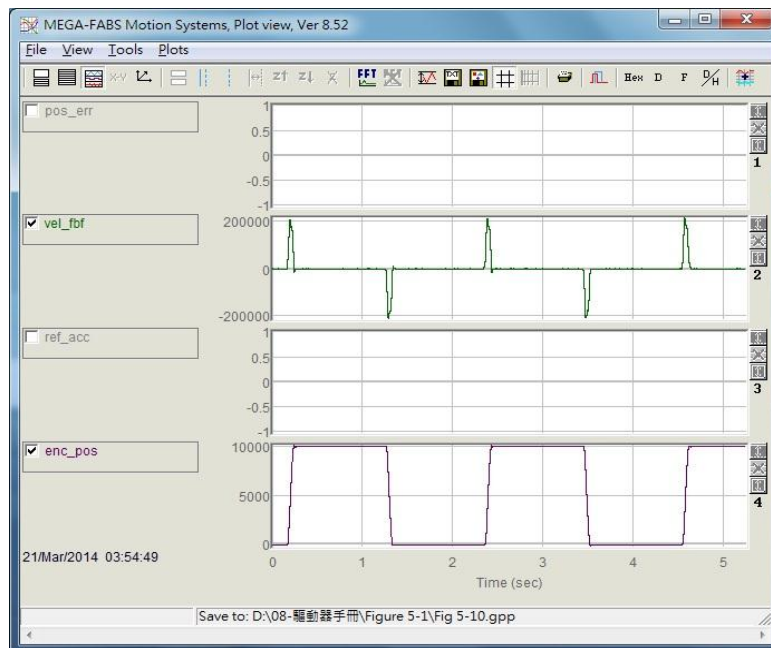 MEGA-FABS Motion Systems, Plot view, Ver 8.52
File View Tools Plots
X-Y Z↑ Z↓ FFT TXT Hex D F D/H
pos_err
1
0.5
0
-0.5
-1
1
vel_fbf
200000
0
-200000
2
ref_acc
1
0.5
0
-0.5
-1
3
enc_pos
10000
5000
0
4
0 1 2 3 4 5
Time (sec)
21/Mar/2014 03:54:49
Save to: D:\08-驅動器手冊\Figure 5-1\Fig 5-10.gpp